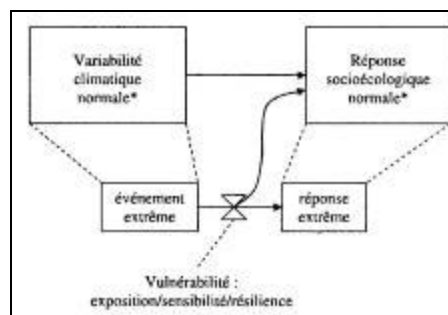 Variabilité
climatique
normale*
Réponse
socioécologique
normale*
événement
extrême
réponse
extrême
Vulnérabilité :
exposition/sensibilité/résilience